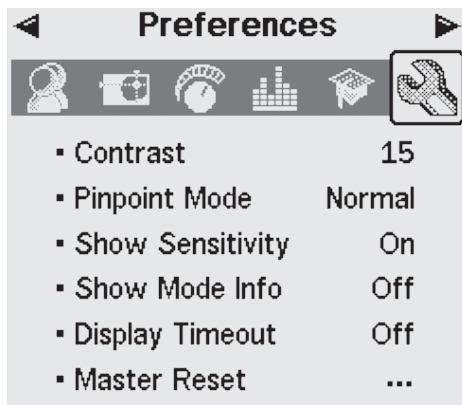 Preferences
▪ Contrast 15
▪ Pinpoint Mode Normal
▪ Show Sensitivity On
▪ Show Mode Info Off
▪ Display Timeout Off
▪ Master Reset ...